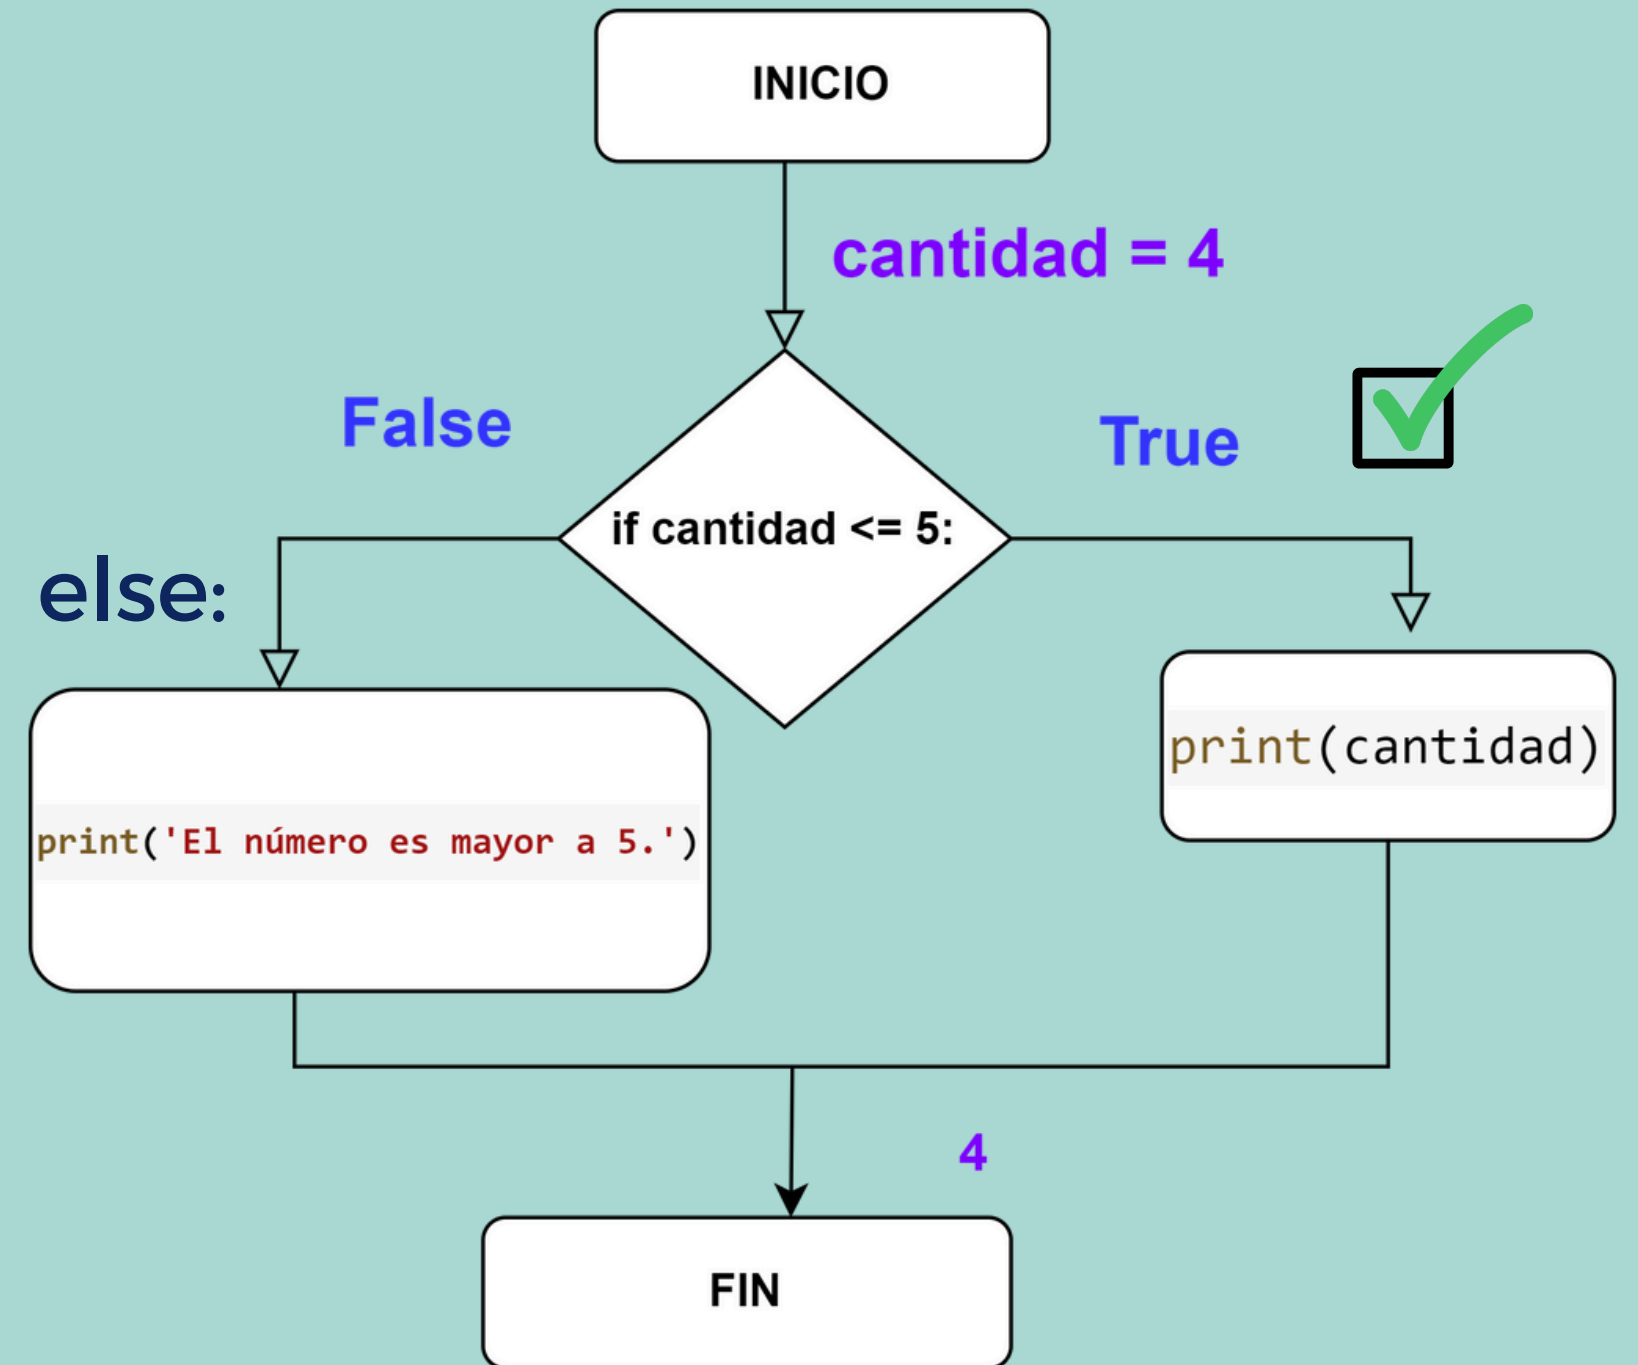 INICIO
cantidad = 4
False
True
if cantidad <= 5:
else:
print(cantidad)
print('El número es mayor a 5.')
4
FIN